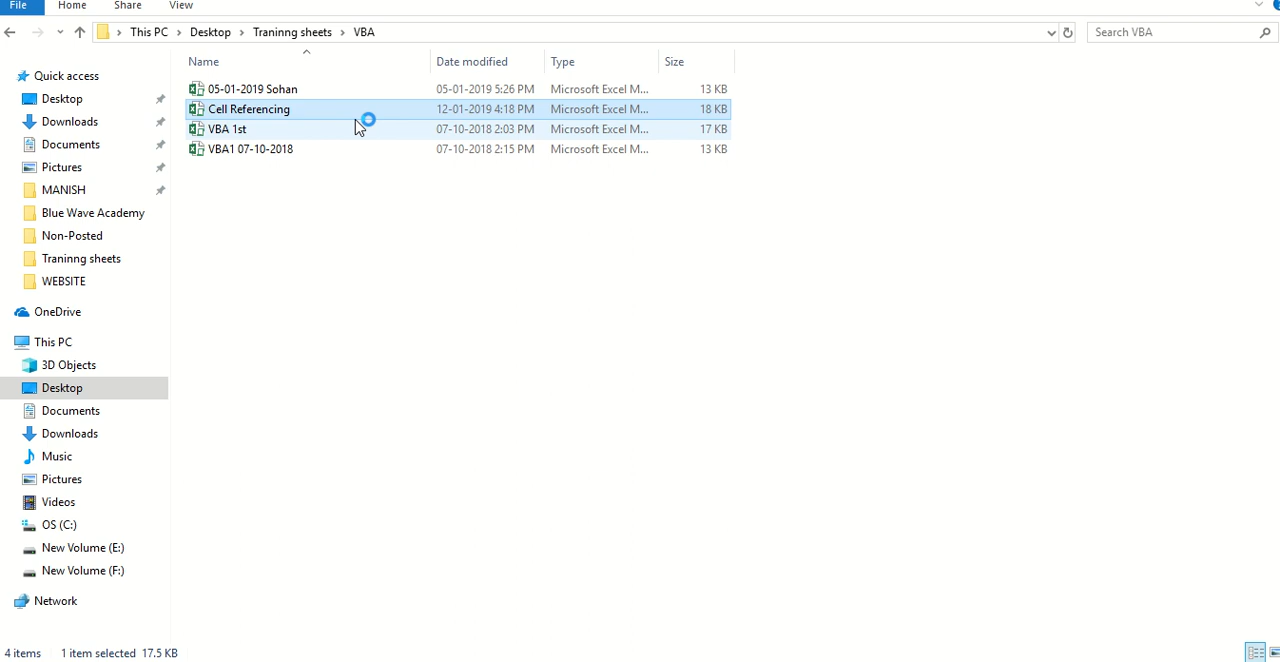 File Home Share View
This PC Desktop Traninng sheets VBA Search VBA
Name Date modified Type Size
05-01-2019 Sohan 05-01-2019 5:26 PM Microsoft Excel M... 13 KB
Cell Referencing 12-01-2019 4:18 PM Microsoft Excel M... 18 KB
VBA 1st 07-10-2018 2:03 PM Microsoft Excel M... 17 KB
VBA1 07-10-2018 07-10-2018 2:15 PM Microsoft Excel M... 13 KB
Quick access
Desktop
Downloads
Documents
Pictures
MANISH
Blue Wave Academy
Non-Posted
Traninng sheets
WEBSITE
OneDrive
This PC
3D Objects
Desktop
Documents
Downloads
Music
Pictures
Videos
OS (C:)
New Volume (E:)
New Volume (F:)
Network
4 items 1 item selected 17.5 KB